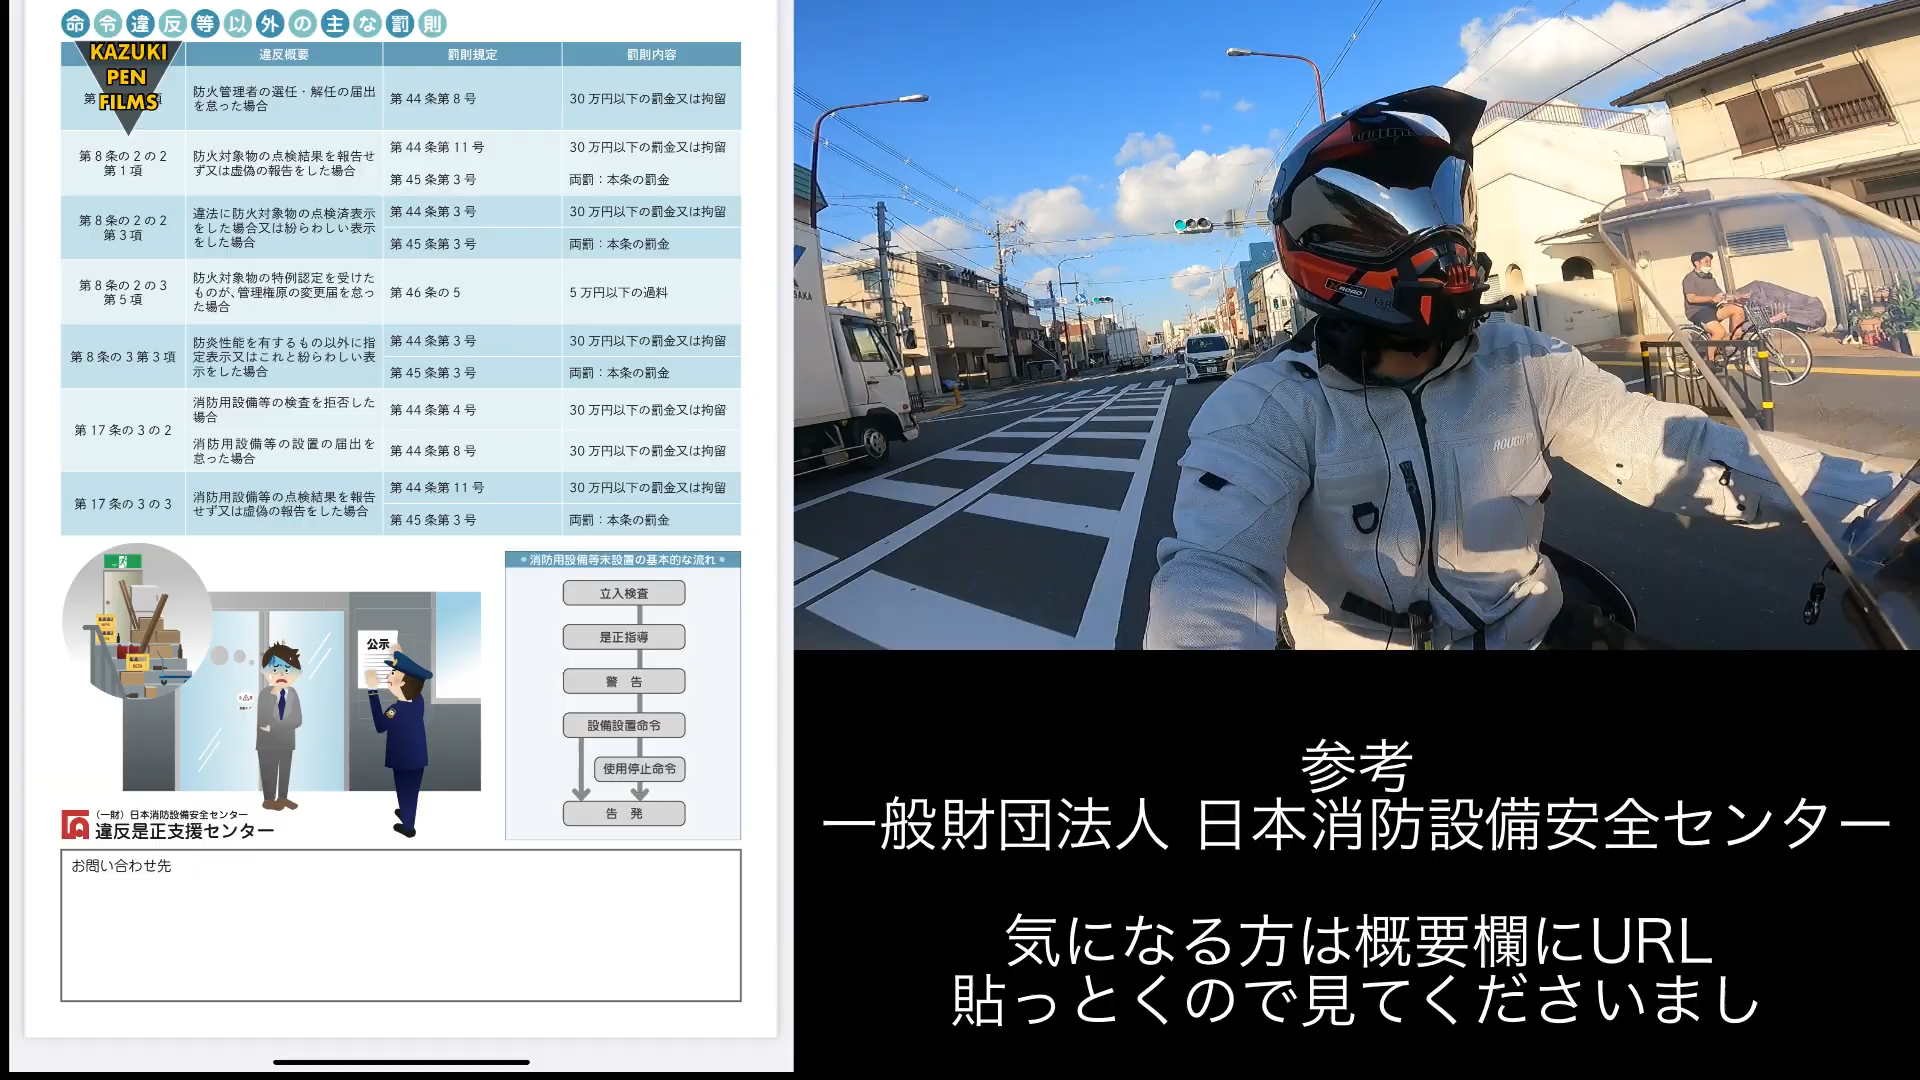 命令違反等以外の主な罰則
KAZUKI
PEN
FILMS
違反概要 罰則規定 罰則内容
防火管理者の選任・解任の届出
を怠った場合
第44条第8号
30万円以下の罰金又は拘留
第8条の2の2
第1項
防火対象物の点検結果を報告せ
ず又は虚偽の報告をした場合
第44条第11号
30万円以下の罰金又は拘留
第45条第3号
両罰：本条の罰金
第8条の2の2
第3項
違法に防火対象物の点検済表示
をした場合又は紛らわしい表示
をした場合
第44条第3号
30万円以下の罰金又は拘留
第45条第3号
両罰：本条の罰金
第8条の2の3
第5項
防火対象物の特例認定を受けた
ものが、管理権原の変更届を怠っ
た場合
第46条の5
5万円以下の過料
第8条の3第3項
防炎性能を有するもの以外に指
定表示又はこれと紛らわしい表
示をした場合
第44条第3号
30万円以下の罰金又は拘留
第45条第3号
両罰：本条の罰金
第17条の3の2
消防用設備等の検査を拒否した
場合
第44条第4号
30万円以下の罰金又は拘留
消防用設備等の設置の届出を
怠った場合
第44条第8号
30万円以下の罰金又は拘留
第17条の3の3
消防用設備等の点検結果を報告
せず又は虚偽の報告をした場合
第44条第11号
30万円以下の罰金又は拘留
第45条第3号
両罰：本条の罰金
公示
消防用設備等未設置の基本的な流れ
立入検査
是正指導
警告
設備設置命令
使用停止命令
告発
（一財）日本消防設備安全センター
違反是正支援センター
お問い合わせ先
ROAD
参考
一般財団法人 日本消防設備安全センター
気になる方は概要欄にURL
貼っとくので見てくださいまし